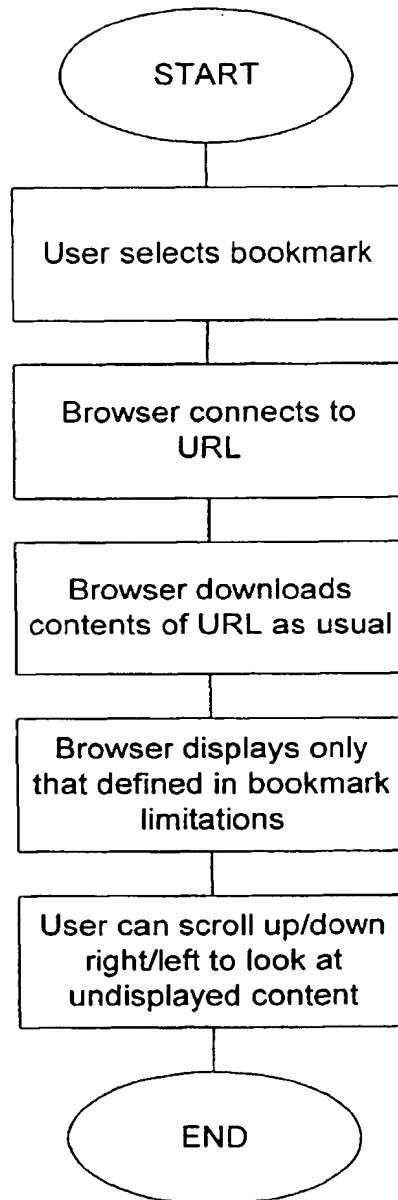 START
User selects bookmark
Browser connects to
URL
Browser downloads
contents of URL as usual
Browser displays only
that defined in bookmark
limitations
User can scroll up/down
right/left to look at
undisplayed content
END